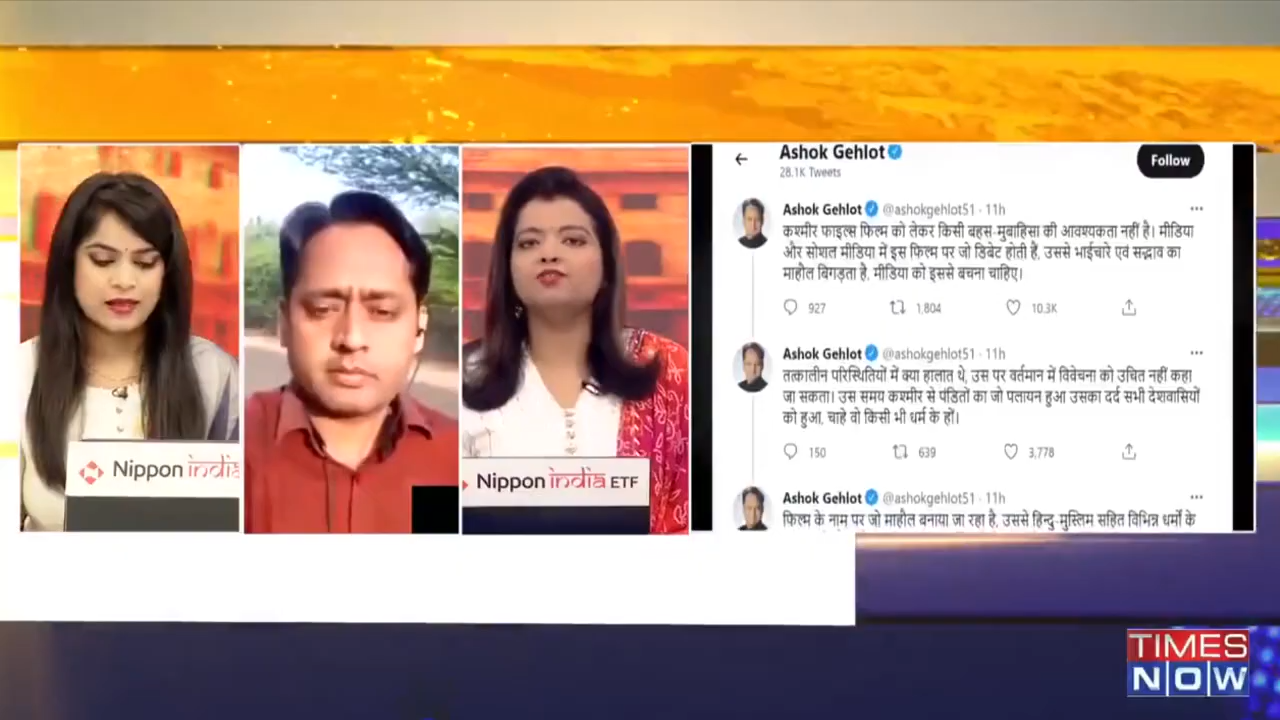 Nippon india
Nippon india ETF
Ashok Gehlot
28.1K Tweets
Follow
Ashok Gehlot @ashokgehlot51 · 11h
कश्मीर फाइल्स फिल्म को लेकर किसी बहस-मुबाहिसा की आवश्यकता नहीं है। मीडिया
और सोशल मीडिया में इस फिल्म पर जो डिबेट होती हैं, उससे भाईचारे एवं सद्भाव का
माहौल बिगड़ता है, मीडिया को इससे बचना चाहिए।
927 1,804 10.3K
Ashok Gehlot @ashokgehlot51 · 11h
तत्कालीन परिस्थितियों में क्या हालात थे, उस पर वर्तमान में विवेचना को उचित नहीं कहा
जा सकता। उस समय कश्मीर से पंडितों का जो पलायन हुआ उसका दर्द सभी देशवासियों
को हुआ, चाहे वो किसी भी धर्म के हों।
150 639 3,778
Ashok Gehlot @ashokgehlot51 · 11h
फिल्म के नाम पर जो माहौल बनाया जा रहा है, उससे हिन्दू-मुस्लिम सहित विभिन्न धर्मों के
TIMES
NOW